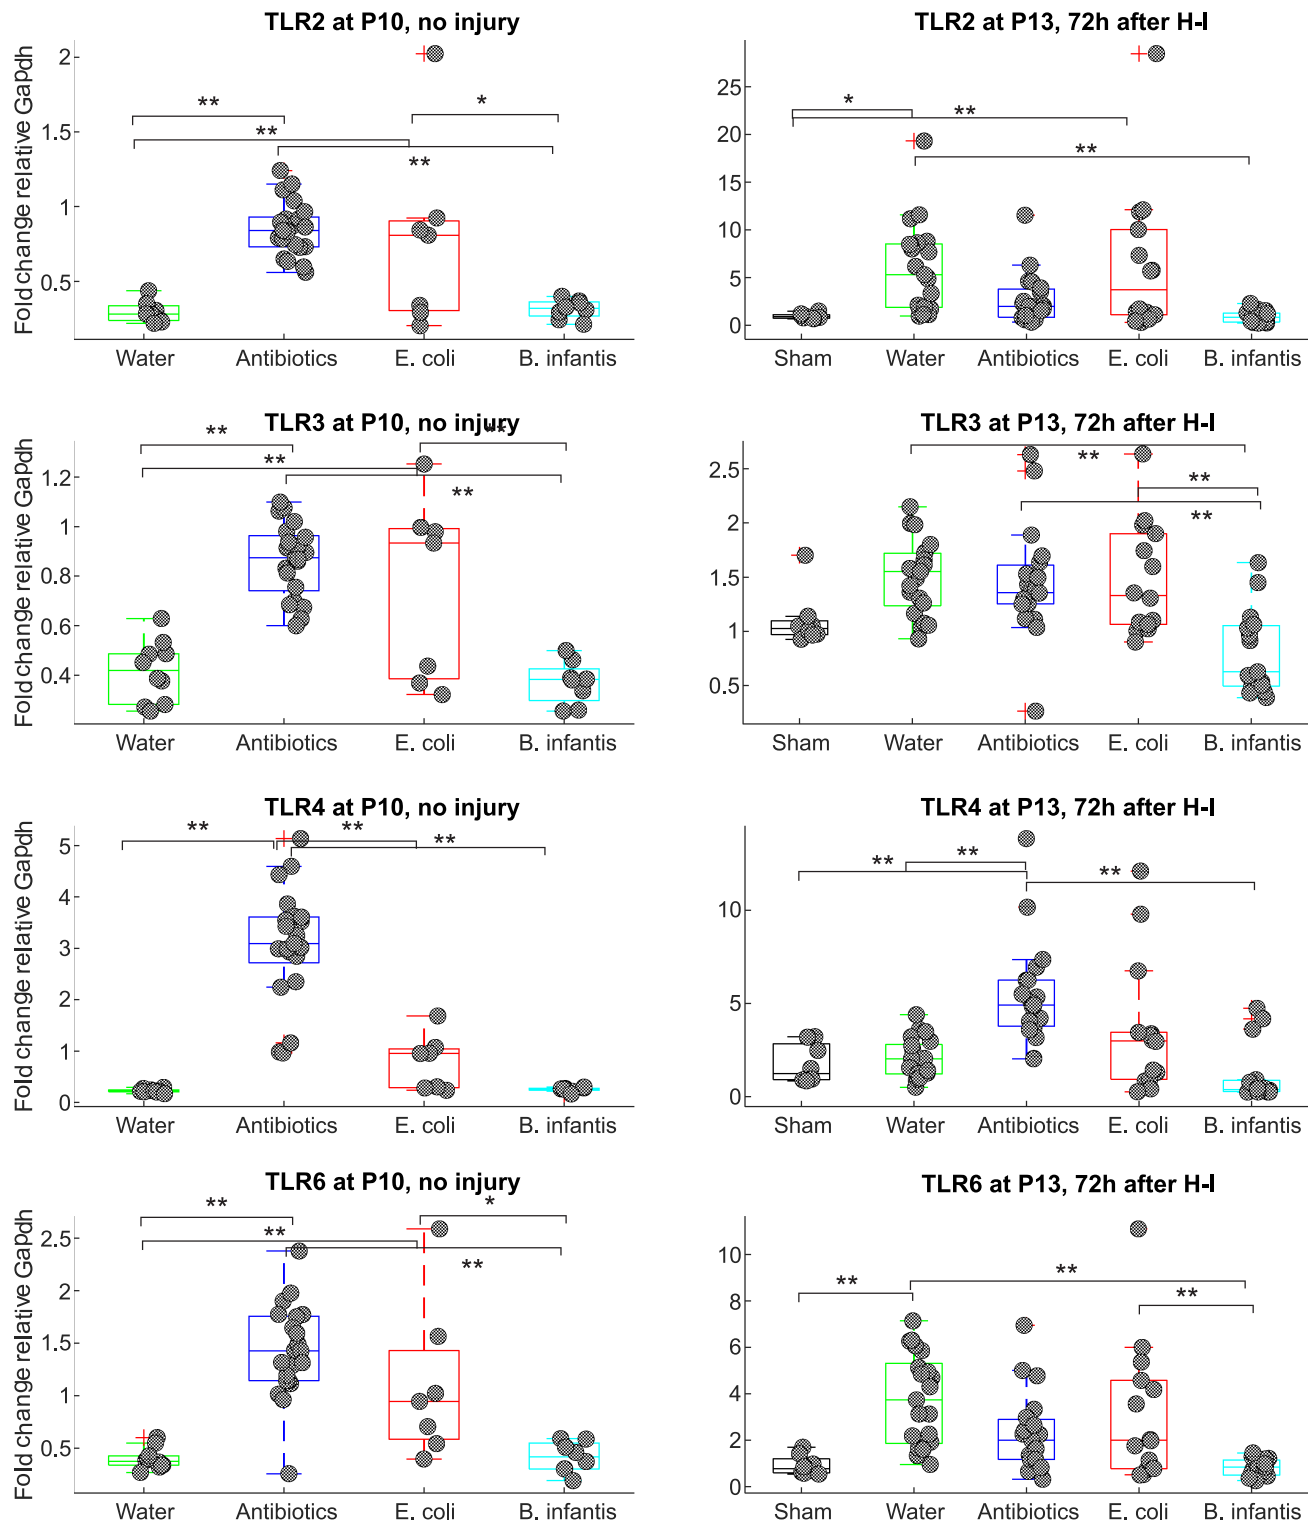 TLR2 at P10, no injury
Fold change relative Gapdh
2
1.5
1
0.5
** ** * **
Water Antibiotics E. coli B. infantis
TLR2 at P13, 72h after H-I
25
20
15
10
5
0
* ** **
Sham Water Antibiotics E. coli B. infantis
TLR3 at P10, no injury
Fold change relative Gapdh
1.2
1
0.8
0.6
0.4
** ** ** **
Water Antibiotics E. coli B. infantis
TLR3 at P13, 72h after H-I
2.5
2
1.5
1
0.5
** ** **
Sham Water Antibiotics E. coli B. infantis
TLR4 at P10, no injury
Fold change relative Gapdh
5
4
3
2
1
0
** ** **
Water Antibiotics E. coli B. infantis
TLR4 at P13, 72h after H-I
10
5
0
** ** **
Sham Water Antibiotics E. coli B. infantis
TLR6 at P10, no injury
Fold change relative Gapdh
2.5
2
1.5
1
0.5
** ** * **
Water Antibiotics E. coli B. infantis
TLR6 at P13, 72h after H-I
10
8
6
4
2
0
** ** **
Sham Water Antibiotics E. coli B. infantis